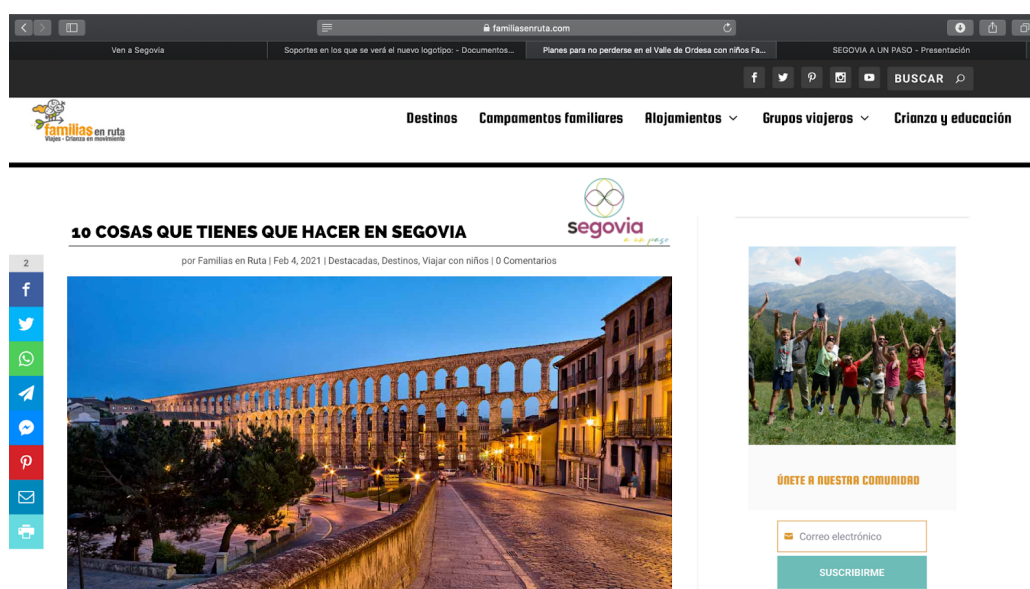 familiasenruta.com
Ven a Segovia
Soportes en los que se verá el nuevo logotipo: - Documentos...
Planes para no perderse en el Valle de Ordesa con niños Fa...
SEGOVIA A UN PASO - Presentación
BUSCAR
familias en ruta
Viajes - Crianza en movimiento
Destinos
Campamentos familiares
Alojamientos
Grupos viajeros
Crianza y educación
segovia
a un paso
10 COSAS QUE TIENES QUE HACER EN SEGOVIA
por Familias en Ruta | Feb 4, 2021 | Destacadas, Destinos, Viajar con niños | 0 Comentarios
2
ÚNETE A NUESTRA COMUNIDAD
Correo electrónico
SUSCRIBIRME